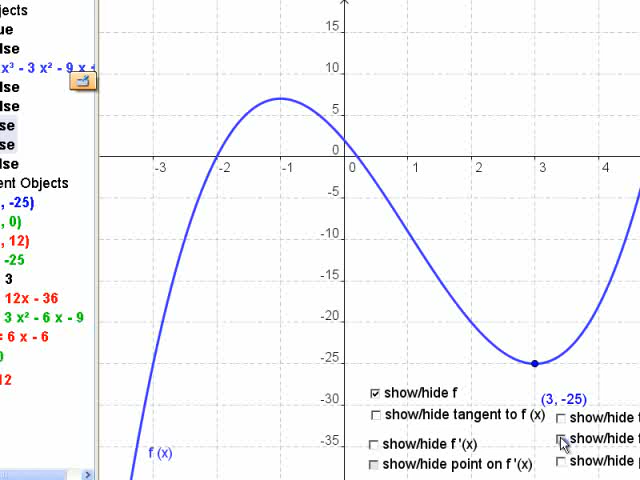 bjects
ue
lse
x³ - 3 x² - 9 x +
lse
lse
se
se
lse
ent Objects
, -25)
, 0)
, 12)
-25
3
12x - 36
3 x² - 6 x - 9
= 6 x - 6
0
12
15
10
5
0
-5
-10
-15
-20
-25
-30
-35
-3 -2 -1 0 1 2 3 4
f (x)
(3, -25)
show/hide f
show/hide tangent to f (x)
show/hide f '(x)
show/hide point on f '(x)
show/hide f
show/hide f
show/hide p